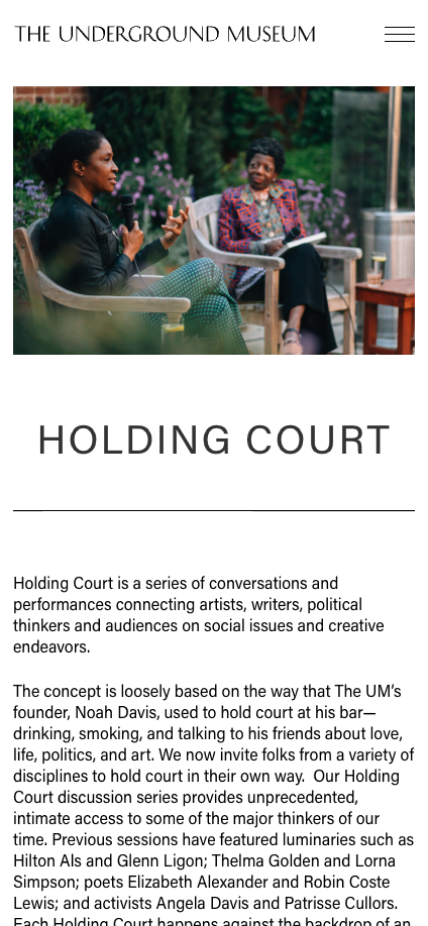 THE UNDERGROUND MUSEUM
HOLDING COURT
Holding Court is a series of conversations and
performances connecting artists, writers, political
thinkers and audiences on social issues and creative
endeavors.
The concept is loosely based on the way that The UM’s
founder, Noah Davis, used to hold court at his bar—
drinking, smoking, and talking to his friends about love,
life, politics, and art. We now invite folks from a variety of
disciplines to hold court in their own way.  Our Holding
Court discussion series provides unprecedented,
intimate access to some of the major thinkers of our
time. Previous sessions have featured luminaries such as
Hilton Als and Glenn Ligon; Thelma Golden and Lorna
Simpson; poets Elizabeth Alexander and Robin Coste
Lewis; and activists Angela Davis and Patrisse Cullors.
Each Holding Court happens against the backdrop of an